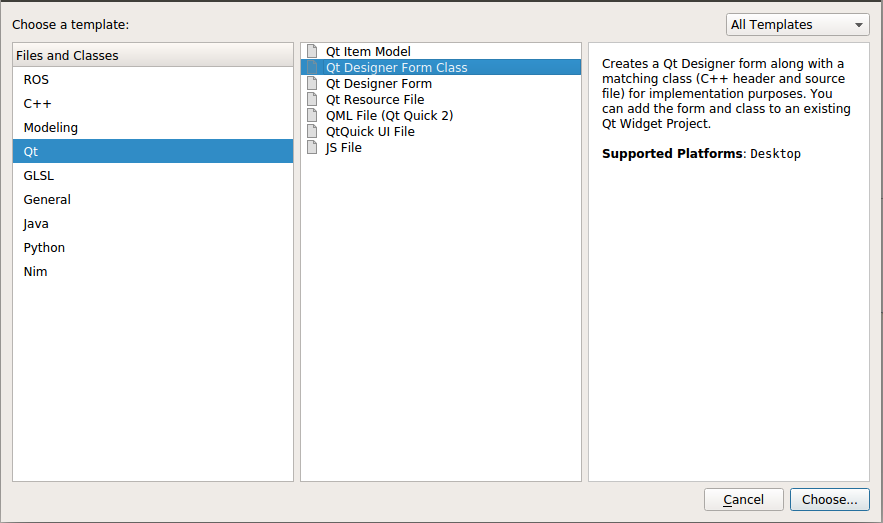 Choose a template:
All Templates
Files and Classes
ROS
C++
Modeling
Qt
GLSL
General
Java
Python
Nim
Qt Item Model
Qt Designer Form Class
Qt Designer Form
Qt Resource File
QML File (Qt Quick 2)
QtQuick UI File
JS File
Creates a Qt Designer form along with a
matching class (C++ header and source
file) for implementation purposes. You
can add the form and class to an existing
Qt Widget Project.
Supported Platforms: Desktop
Cancel
Choose...